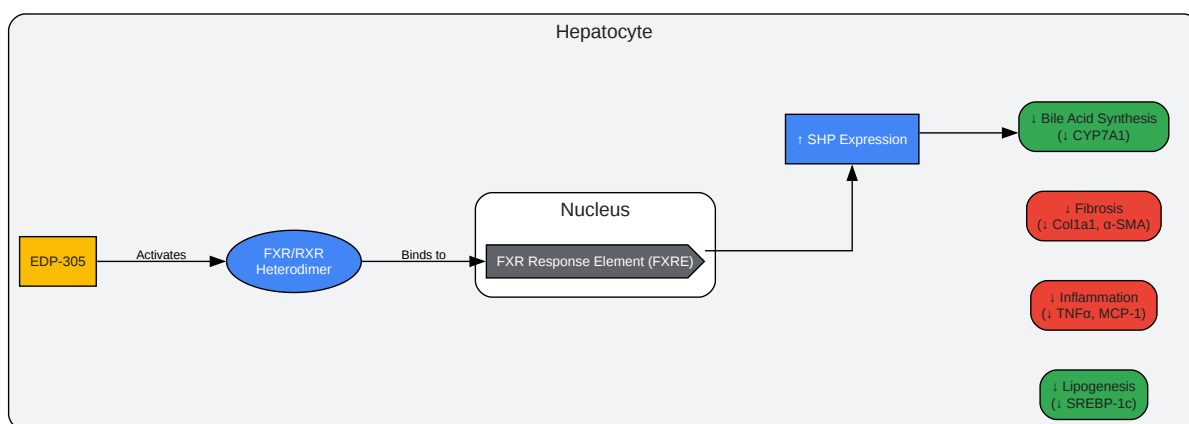 Hepatocyte
↓ Bile Acid Synthesis
(↓ CYP7A1)
↑ SHP Expression
↓ Fibrosis
(↓ Col1a1, α-SMA)
Nucleus
EDP-305
Activates
FXR/RXR
Heterodimer
Binds to
FXR Response Element (FXRE)
↓ Inflammation
(↓ TNFα, MCP-1)
↓ Lipogenesis
(↓ SREBP-1c)